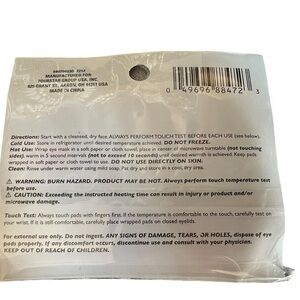 MANUFACTURED FOR
FOURSTAR GROUP USA, INC.
MADE IN CHINA
0 49696 88472 3
Directions: Start with a cleansed, dry face. ALWAYS PERFORM TOUCH TEST BEFORE EACH USE (see below).
Cold Use: Store in refrigerator until desired temperature achieved. DO NOT FREEZE.
Hot Use: Wrap eye mask in a soft paper or cloth towel, place in center of microwave turntable (not touching
sides), warm in 5 second intervals (not to exceed 10 seconds) until desired warmth is achieved. Keep pads
wrapped in soft paper or cloth towel to use. DO NOT USE DIRECTLY ON SKIN.
Clean: Rinse under warm water using mild soap. Pat dry and store in a cool, dry area.
⚠ WARNING: BURN HAZARD. PRODUCT MAY BE HOT. Always perform touch temperature test
before use.
⚠ CAUTION: Exceeding the instructed heating time can result in injury or product and/or
microwave damage.
Touch Test: Always touch pads with fingers first. If the temperature is comfortable to the touch, carefully test on
your wrist. If it is still comfortable, carefully place wrapped pads on closed eyelids.
For external use only. Do not ingest. ANY SIGNS OF DAMAGE, TEARS, OR HOLES, dispose of eye
pads properly. If any discomfort occurs, discontinue use and consult with your physician.
KEEP OUT OF REACH OF CHILDREN.